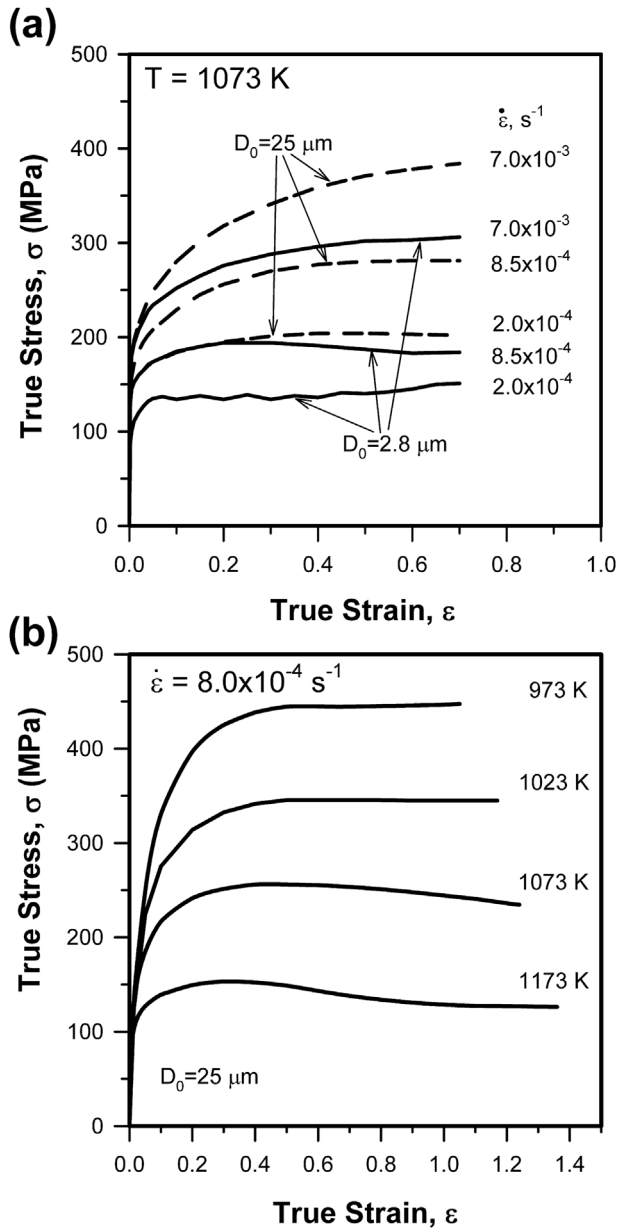 (a)
500
T = 1073 K
ε̇, s⁻¹
D₀=25 μm
7.0x10⁻³
400
7.0x10⁻³
300
8.5x10⁻⁴
2.0x10⁻⁴
200
8.5x10⁻⁴
2.0x10⁻⁴
100
D₀=2.8 μm
0
True Stress, σ (MPa)
0.0 0.2 0.4 0.6 0.8 1.0
True Strain, ε
(b)
500
ε̇ = 8.0x10⁻⁴ s⁻¹
973 K
400
1023 K
300
1073 K
200
1173 K
100
D₀=25 μm
0
True Stress, σ (MPa)
0.0 0.2 0.4 0.6 0.8 1.0 1.2 1.4
True Strain, ε